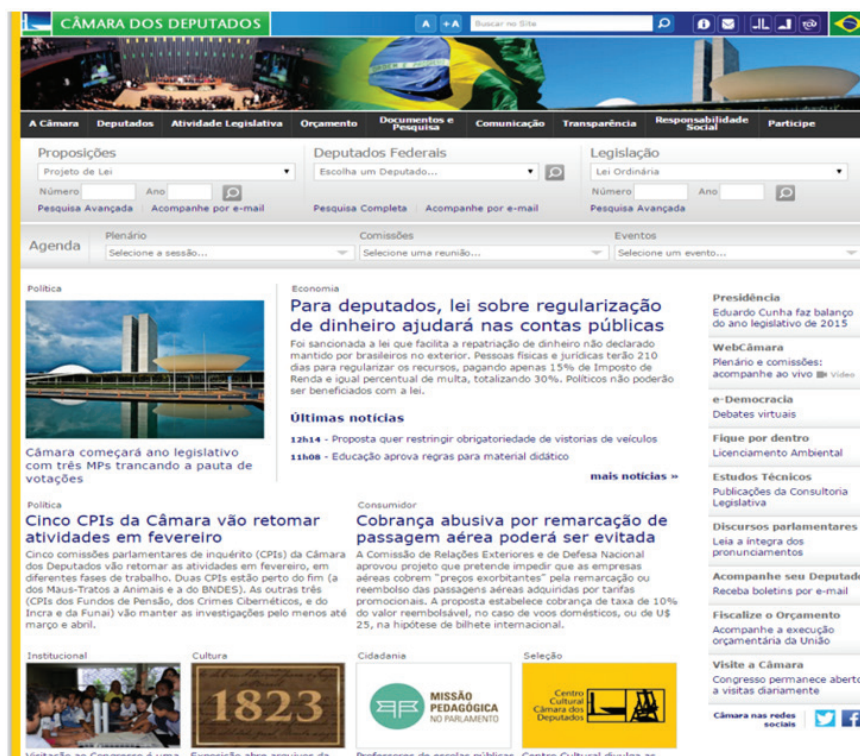 CÂMARA DOS DEPUTADOS
A +A Buscar no Site
A Câmara Deputados Atividade Legislativa Orçamento Documentos e Pesquisa Comunicação Transparência Responsabilidade Social Participe
Proposições
Projeto de Lei
Número Ano
Pesquisa Avançada Acompanhe por e-mail
Deputados Federais
Escolha um Deputado...
Pesquisa Completa Acompanhe por e-mail
Legislação
Lei Ordinária
Número Ano
Pesquisa Avançada
Agenda
Plenário
Selecione a sessão...
Comissões
Selecione uma reunião...
Eventos
Selecione um evento...
Política
Câmara começará ano legislativo
com três MPs trancando a pauta de
votações
Economia
Para deputados, lei sobre regularização
de dinheiro ajudará nas contas públicas
Foi sancionada a lei que facilita a repatriação de dinheiro não declarado
mantido por brasileiros no exterior. Pessoas físicas e jurídicas terão 210
dias para regularizar os recursos, pagando apenas 15% de Imposto de
Renda e igual percentual de multa, totalizando 30%. Políticos não poderão
ser beneficiados com a lei.
Últimas notícias
12h14 - Proposta quer restringir obrigatoriedade de vistorias de veículos
11h08 - Educação aprova regras para material didático
mais notícias »
Política
Cinco CPIs da Câmara vão retomar
atividades em fevereiro
Cinco comissões parlamentares de inquérito (CPIs) da Câmara
dos Deputados vão retomar as atividades em fevereiro, em
diferentes fases de trabalho. Duas CPIs estão perto do fim (a
dos Maus-Tratos a Animais e a do BNDES). As outras três
(CPIs dos Fundos de Pensão, dos Crimes Cibernéticos, e do
Incra e da Funai) vão manter as investigações pelo menos até
março e abril.
Consumidor
Cobrança abusiva por remarcação de
passagem aérea poderá ser evitada
A Comissão de Relações Exteriores e de Defesa Nacional
aprovou projeto que pretende impedir que as empresas
aéreas cobrem "preços exorbitantes" pela remarcação ou
reembolso das passagens aéreas adquiridas por tarifas
promocionais. A proposta estabelece cobrança de taxa de 10%
do valor reembolsável, no caso de voos domésticos, ou de U$
25, na hipótese de bilhete internacional.
Presidência
Eduardo Cunha faz balanço
do ano legislativo de 2015
WebCâmara
Plenário e comissões:
acompanhe ao vivo Vídeo
e-Democracia
Debates virtuais
Fique por dentro
Licenciamento Ambiental
Estudos Técnicos
Publicações da Consultoria
Legislativa
Discursos parlamentares
Leia a íntegra dos
pronunciamentos
Acompanhe seu Deputado
Receba boletins por e-mail
Fiscalize o Orçamento
Acompanhe a execução
orçamentária da União
Visite a Câmara
Congresso permanece aberto
a visitas diariamente
Câmara nas redes
sociais
Institucional
Cultura
1823
Cidadania
MISSÃO
PEDAGÓGICA
NO PARLAMENTO
Seleção
Centro
Cultural
Câmara dos
Deputados
Visitação ao Congresso é uma
Exposição abre arquivos da
Professores de escolas públicas
Centro Cultural divulga as